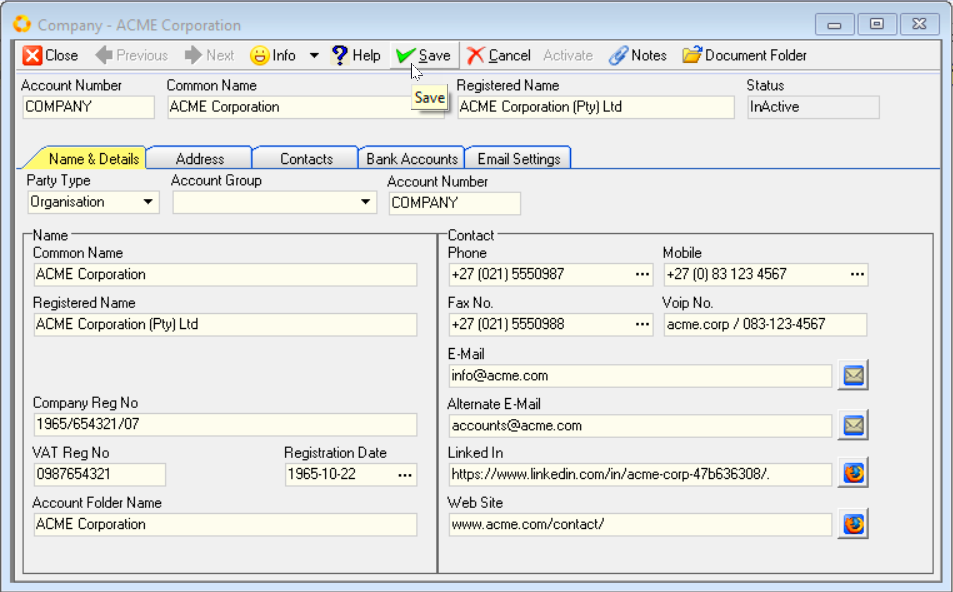 Company - ACME Corporation
Close Previous Next Info Help Save Cancel Activate Notes Document Folder
Account Number Common Name Registered Name Status
COMPANY ACME Corporation Save ACME Corporation (Pty) Ltd InActive
Name & Details Address Contacts Bank Accounts Email Settings
Party Type Account Group Account Number
Organisation COMPANY
Name
Common Name
ACME Corporation
Registered Name
ACME Corporation (Pty) Ltd
Company Reg No
1965/654321/07
VAT Reg No Registration Date
0987654321 1965-10-22 ...
Account Folder Name
ACME Corporation
Contact
Phone Mobile
+27 (021) 5550987 ... +27 (0) 83 123 4567 ...
Fax No. Voip No.
+27 (021) 5550988 ... acme.corp / 083-123-4567
E-Mail
info@acme.com
Alternate E-Mail
accounts@acme.com
Linked In
https://www.linkedin.com/in/acme-corp-47b636308/.
Web Site
www.acme.com/contact/